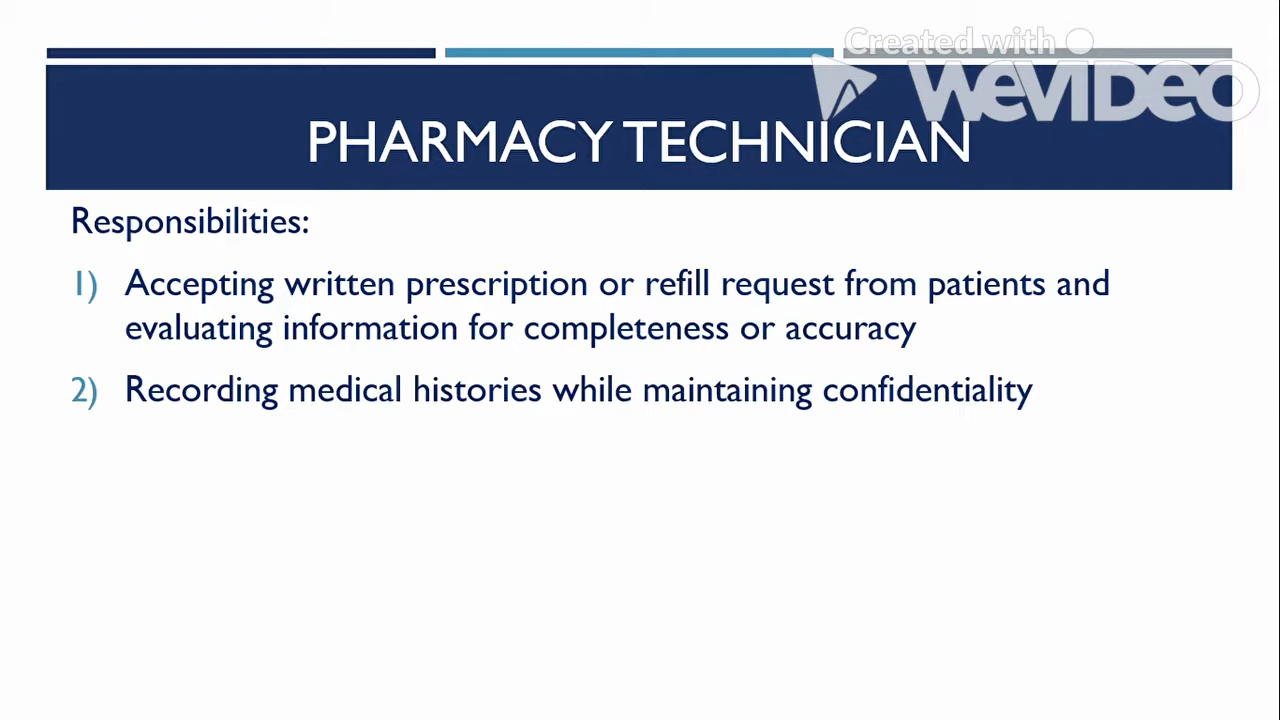 Created with
WEVIDEO
PHARMACY TECHNICIAN
Responsibilities:
1) Accepting written prescription or refill request from patients and
evaluating information for completeness or accuracy
2) Recording medical histories while maintaining confidentiality